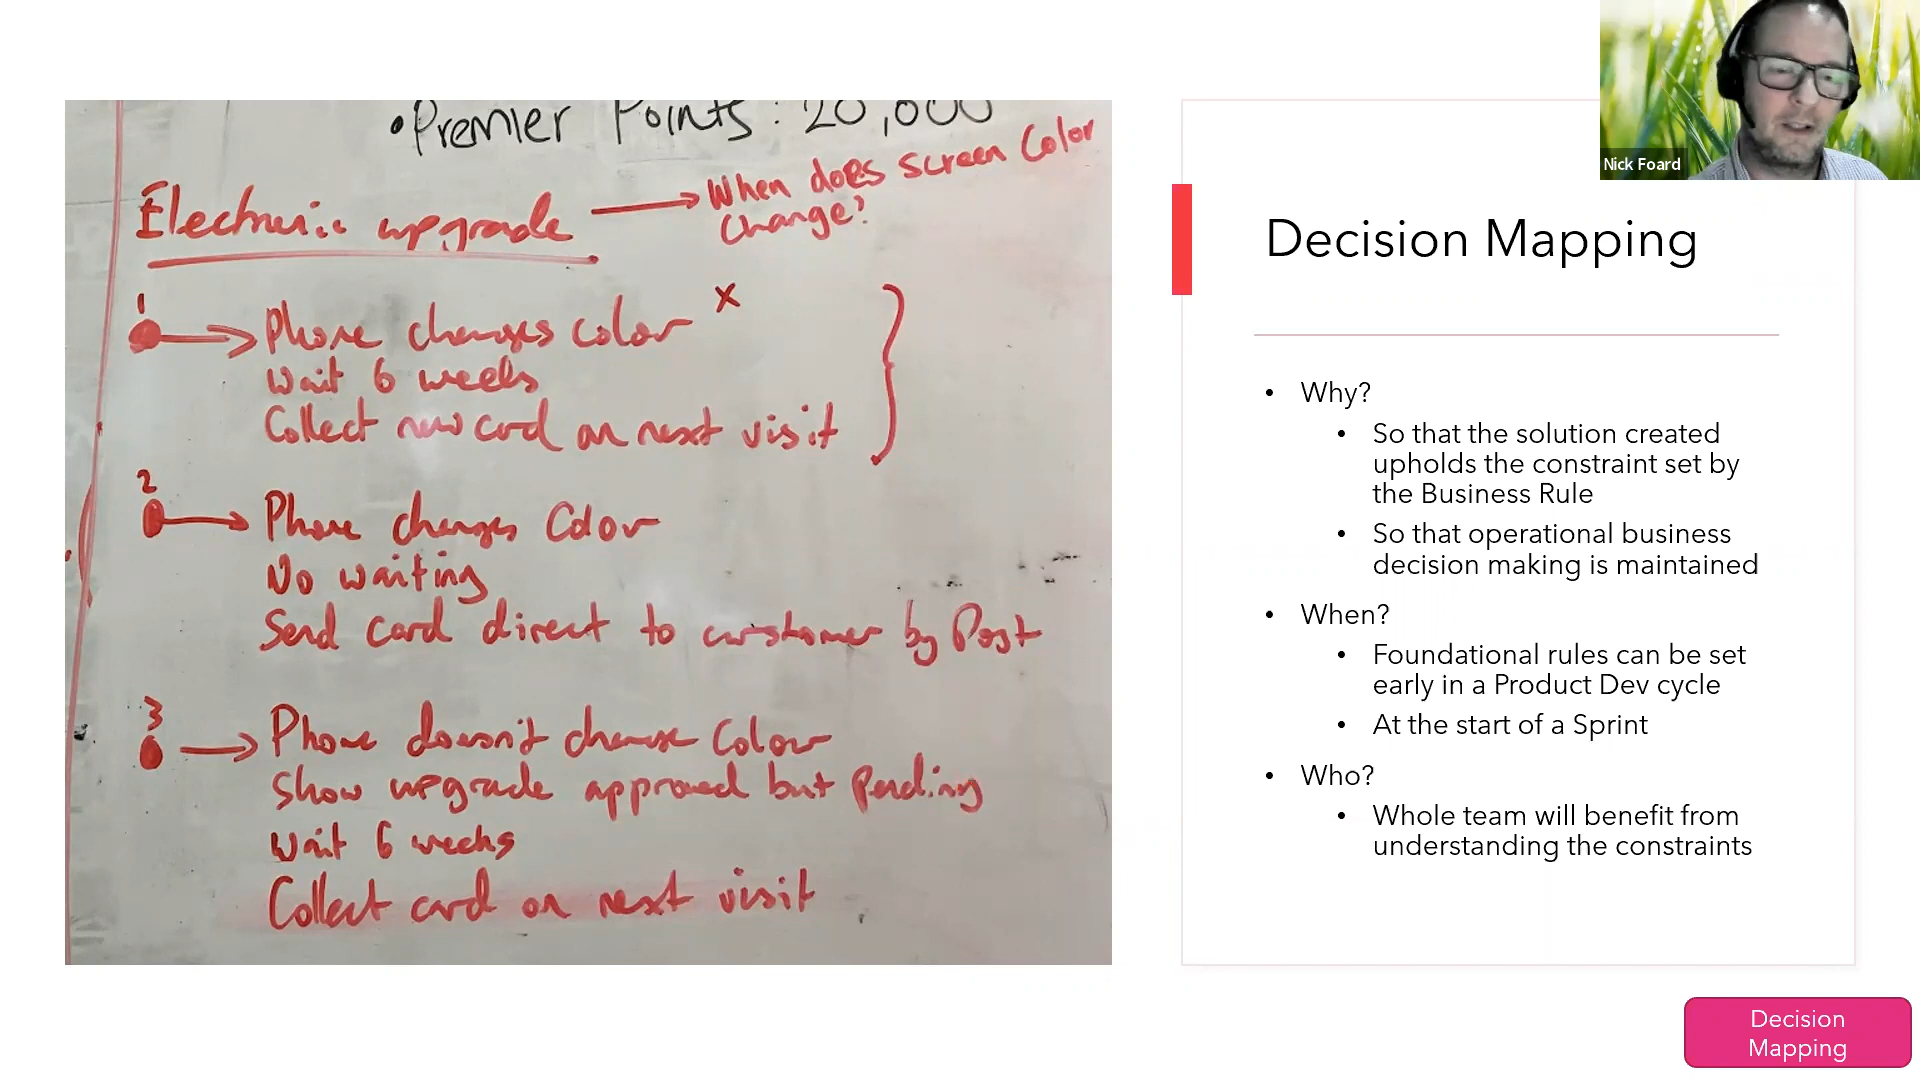 •Premier Points: 20,000
Electronic upgrade → When does screen color
change?
1
→ Phone changes color x
Wait 6 weeks
Collect new card on next visit
2
→ Phone changes Color
No waiting
Send card direct to customer by Post
3
→ Phone doesn't change Colour
Show upgrade approved but pending
Wait 6 weeks
Collect card on next visit
Nick Foard
Decision Mapping
• Why?
• So that the solution created
upholds the constraint set by
the Business Rule
• So that operational business
decision making is maintained
• When?
• Foundational rules can be set
early in a Product Dev cycle
• At the start of a Sprint
• Who?
• Whole team will benefit from
understanding the constraints
Decision
Mapping